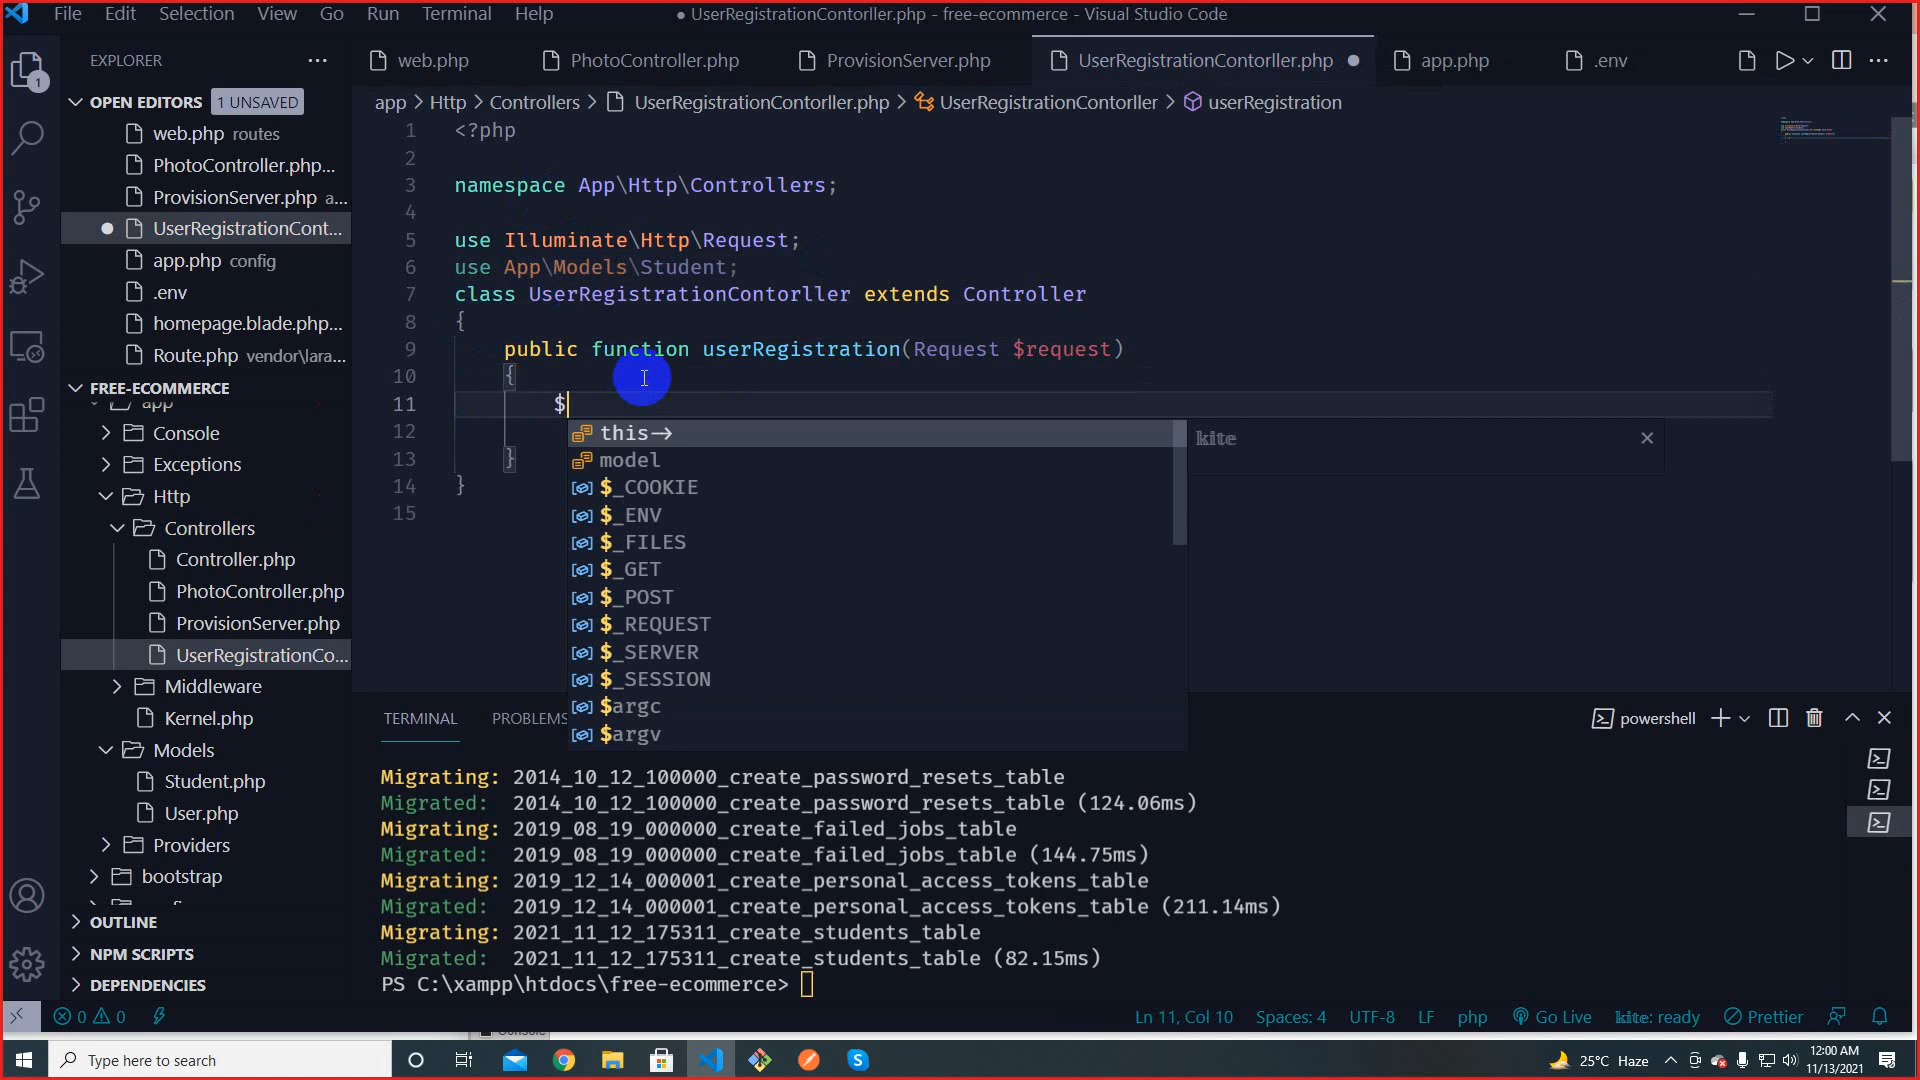 File Edit Selection View Go Run Terminal Help
● UserRegistrationContorller.php - free-ecommerce - Visual Studio Code
EXPLORER
web.php
PhotoController.php
ProvisionServer.php
UserRegistrationContorller.php
app.php
.env
1
OPEN EDITORS 1 UNSAVED
web.php routes
PhotoController.php...
ProvisionServer.php a...
UserRegistrationCont...
app.php config
.env
homepage.blade.php...
Route.php vendor\lara...
FREE-ECOMMERCE
app
Console
Exceptions
Http
Controllers
Controller.php
PhotoController.php
ProvisionServer.php
UserRegistrationCo...
Middleware
Kernel.php
Models
Student.php
User.php
Providers
bootstrap
OUTLINE
NPM SCRIPTS
DEPENDENCIES
app > Http > Controllers > UserRegistrationContorller.php > UserRegistrationContorller > userRegistration
1 <?php
2
3 namespace App\Http\Controllers;
4
5 use Illuminate\Http\Request;
6 use App\Models\Student;
7 class UserRegistrationContorller extends Controller
8 {
9 public function userRegistration(Request $request)
10 {
11 $
12
13 }
14 }
15
this->
model
$_COOKIE
$_ENV
$_FILES
$_GET
$_POST
$_REQUEST
$_SERVER
$_SESSION
$argc
$argv
kite
TERMINAL PROBLEMS
powershell
Migrating: 2014_10_12_100000_create_password_resets_table
Migrated: 2014_10_12_100000_create_password_resets_table (124.06ms)
Migrating: 2019_08_19_000000_create_failed_jobs_table
Migrated: 2019_08_19_000000_create_failed_jobs_table (144.75ms)
Migrating: 2019_12_14_000001_create_personal_access_tokens_table
Migrated: 2019_12_14_000001_create_personal_access_tokens_table (211.14ms)
Migrating: 2021_11_12_175311_create_students_table
Migrated: 2021_11_12_175311_create_students_table (82.15ms)
PS C:\xampp\htdocs\free-ecommerce>
0 0
Ln 11, Col 10 Spaces: 4 UTF-8 LF php Go Live kite: ready Prettier
Console
Type here to search
25°C Haze
12:00 AM
11/13/2021